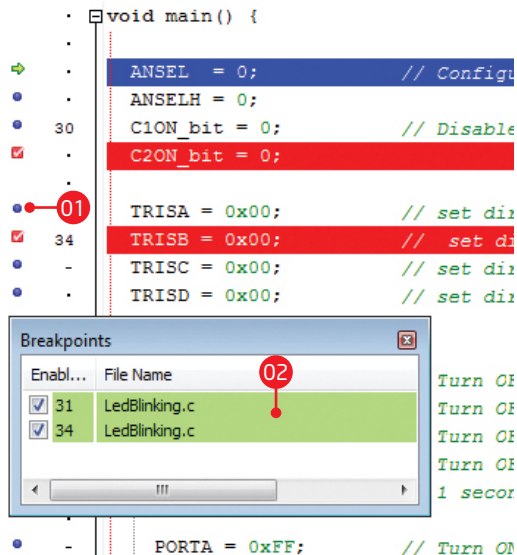 void main() {
ANSEL  = 0;    // Configu
ANSELH = 0;
30 C1ON_bit = 0;    // Disable
C2ON_bit = 0;
01 TRISA = 0x00;    // set dir
34 TRISB = 0x00;    //  set di
TRISC = 0x00;    // set dir
TRISD = 0x00;    // set dir
Breakpoints
Enabl... File Name
02
31 LedBlinking.c
34 LedBlinking.c
Turn OF
Turn OF
Turn OF
Turn OF
1 secon
PORTA = 0xFF;    // Turn ON